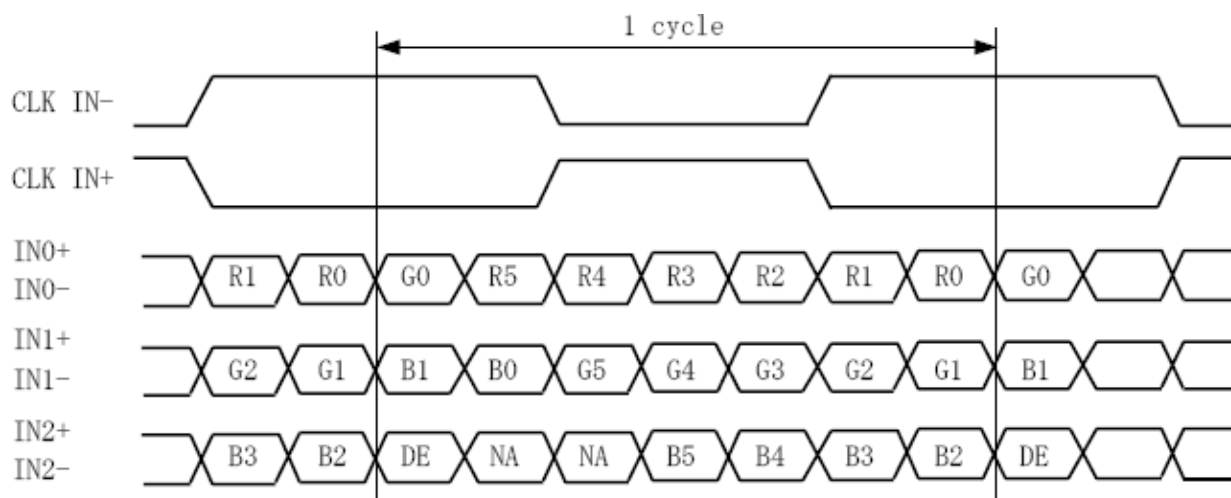 1 cycle
CLK IN-
CLK IN+
IN0+
IN0-
R1 R0 G0 R5 R4 R3 R2 R1 R0 G0
IN1+
IN1-
G2 G1 B1 B0 G5 G4 G3 G2 G1 B1
IN2+
IN2-
B3 B2 DE NA NA B5 B4 B3 B2 DE